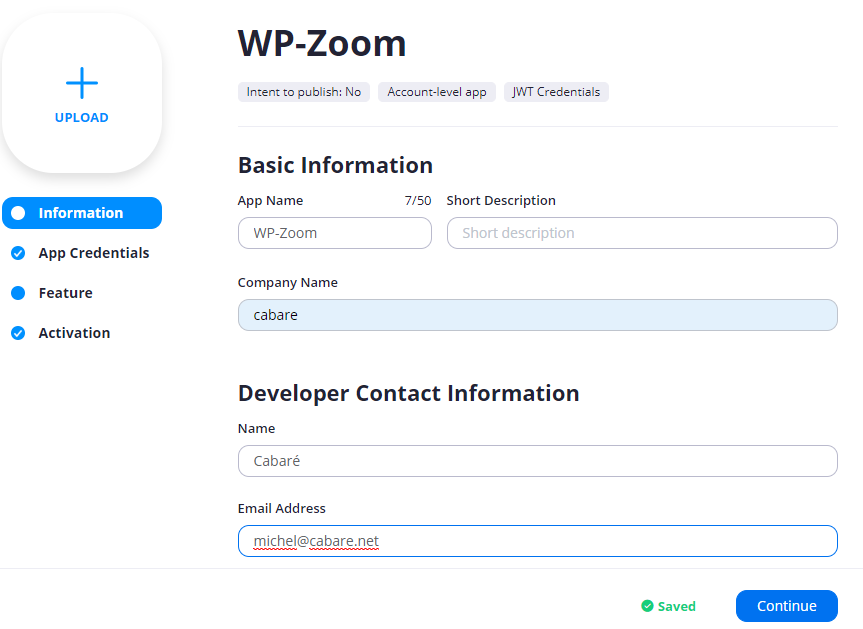 WP-Zoom
Intent to publish: No Account-level app JWT Credentials
UPLOAD
Information
App Credentials
Feature
Activation
Basic Information
App Name 7/50 Short Description
WP-Zoom Short description
Company Name
cabare
Developer Contact Information
Name
Cabaré
Email Address
michel@cabare.net
Saved Continue